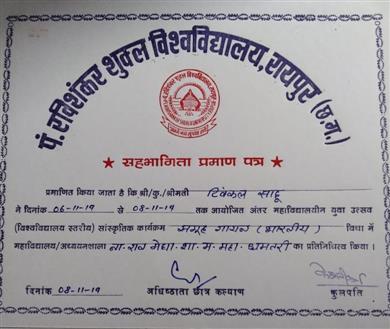 पं. रविशंकर शुक्ल विश्वविद्यालय, रायपुर (छ.ग.)
★ सहभागिता प्रमाण पत्र ★
प्रमाणित किया जाता है कि श्री/कु./श्रीमती ट्विंकल साहू
ने दिनांक 06-11-19 से 08-11-19 तक आयोजित अंतर महाविद्यालयीन युवा उत्सव
(विश्वविद्यालय स्तरीय) सांस्कृतिक कार्यक्रम समूह गायन (भारतीय) विधा में
महाविद्यालय/अध्ययनशाला बा. राव मेघा. शा. म. महा. धमतरी का प्रतिनिधित्व किया।
दिनांक 08-11-19 अधिष्ठाता छात्र कल्याण कुलपति